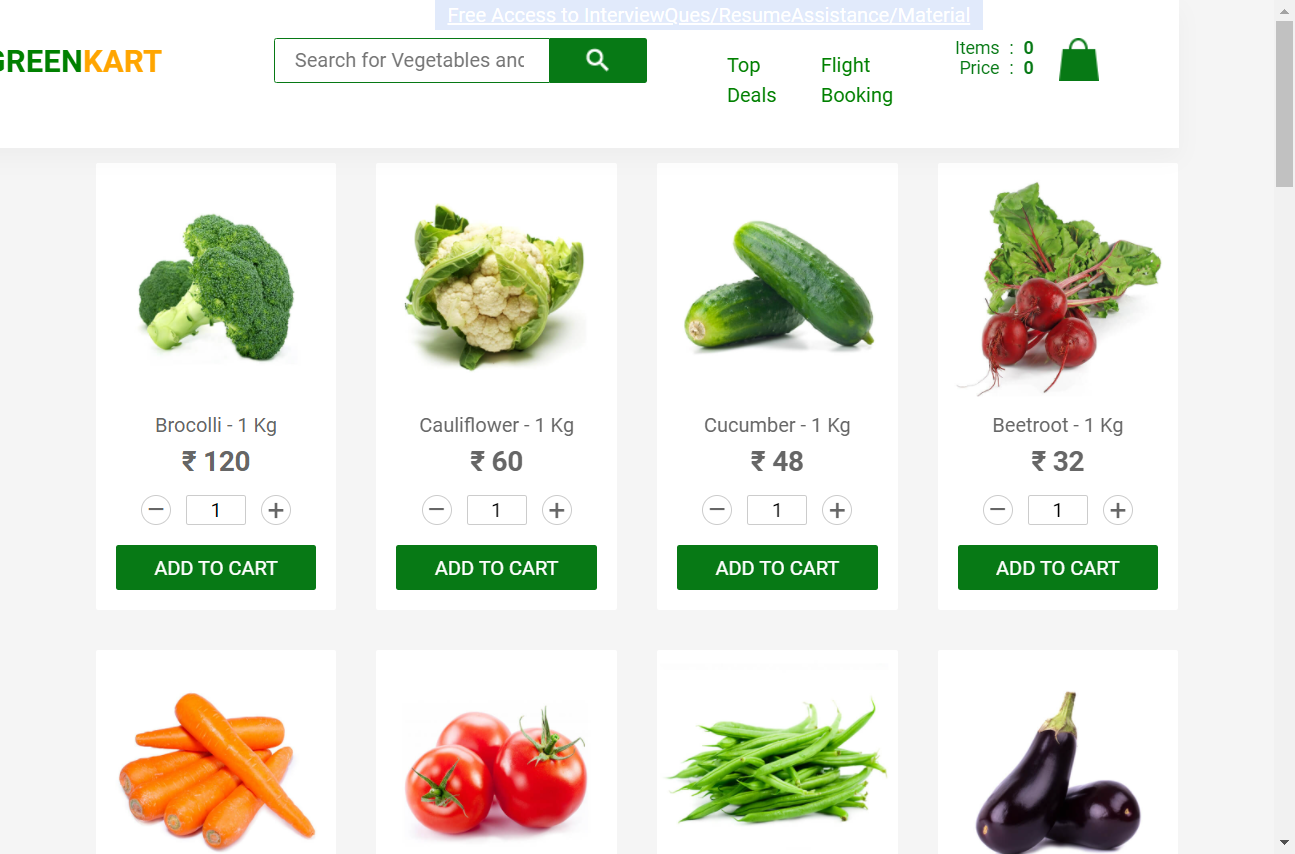 Free Access to InterviewQues/ResumeAssistance/Material
GREENKART
Search for Vegetables and
Top Deals
Flight Booking
Items : 0
Price : 0
Brocolli - 1 Kg
₹ 120
− 1 +
ADD TO CART
Cauliflower - 1 Kg
₹ 60
− 1 +
ADD TO CART
Cucumber - 1 Kg
₹ 48
− 1 +
ADD TO CART
Beetroot - 1 Kg
₹ 32
− 1 +
ADD TO CART